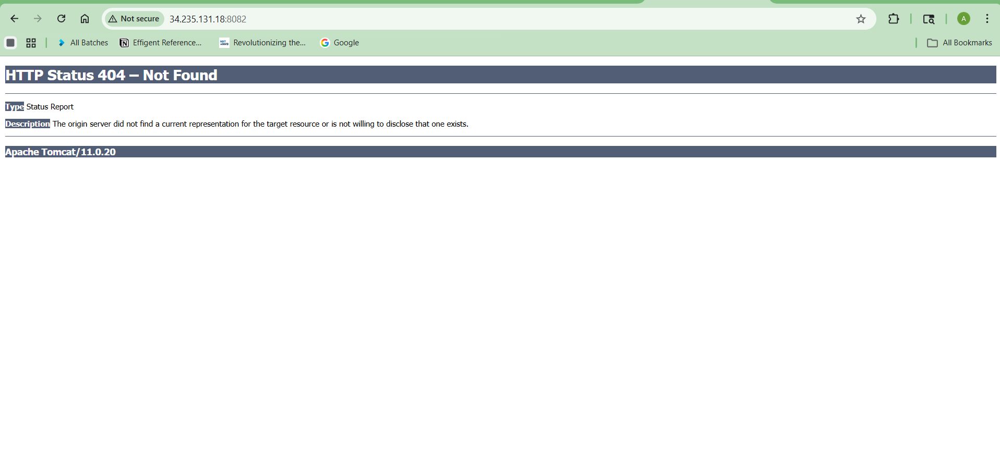 Not secure 34.235.131.18:8082 A
All Batches Effigent Reference... NXT WAVE Revolutionizing the... Google All Bookmarks
HTTP Status 404 – Not Found
Type Status Report
Description The origin server did not find a current representation for the target resource or is not willing to disclose that one exists.
Apache Tomcat/11.0.20